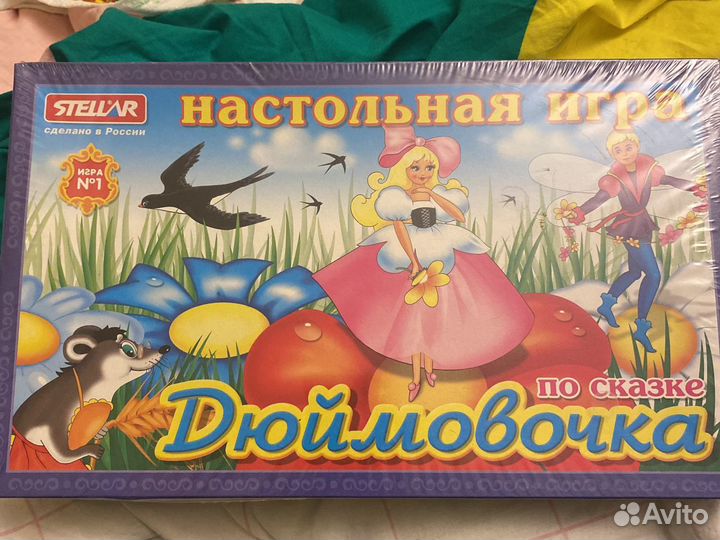 STELLAR
сделано в России
настольная игра
ИГРА
№1
по сказке
Дюймовочка
Avito